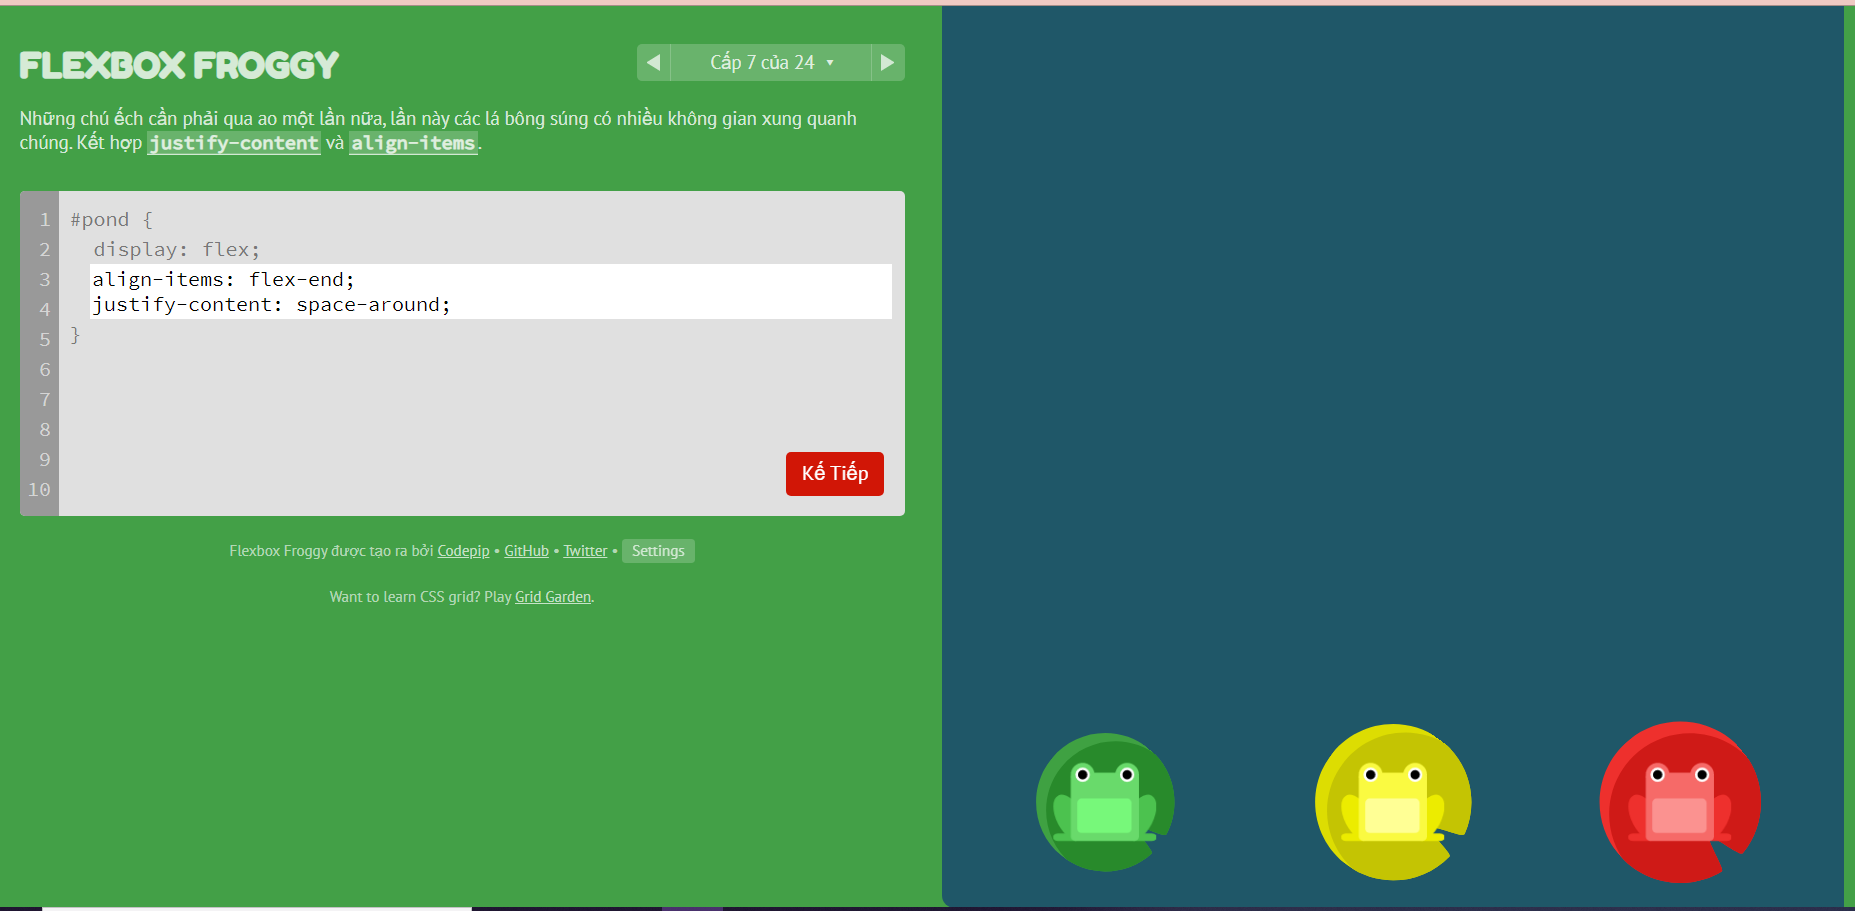 FLEXBOX FROGGY
Cấp 7 của 24
Những chú ếch cần phải qua ao một lần nữa, lần này các lá bông súng có nhiều không gian xung quanh
chúng. Kết hợp justify-content và align-items.
1 #pond {
2 display: flex;
3 align-items: flex-end;
4 justify-content: space-around;
5 }
6
7
8
9
10
Kế Tiếp
Flexbox Froggy được tạo ra bởi Codepip • GitHub • Twitter • Settings
Want to learn CSS grid? Play Grid Garden.